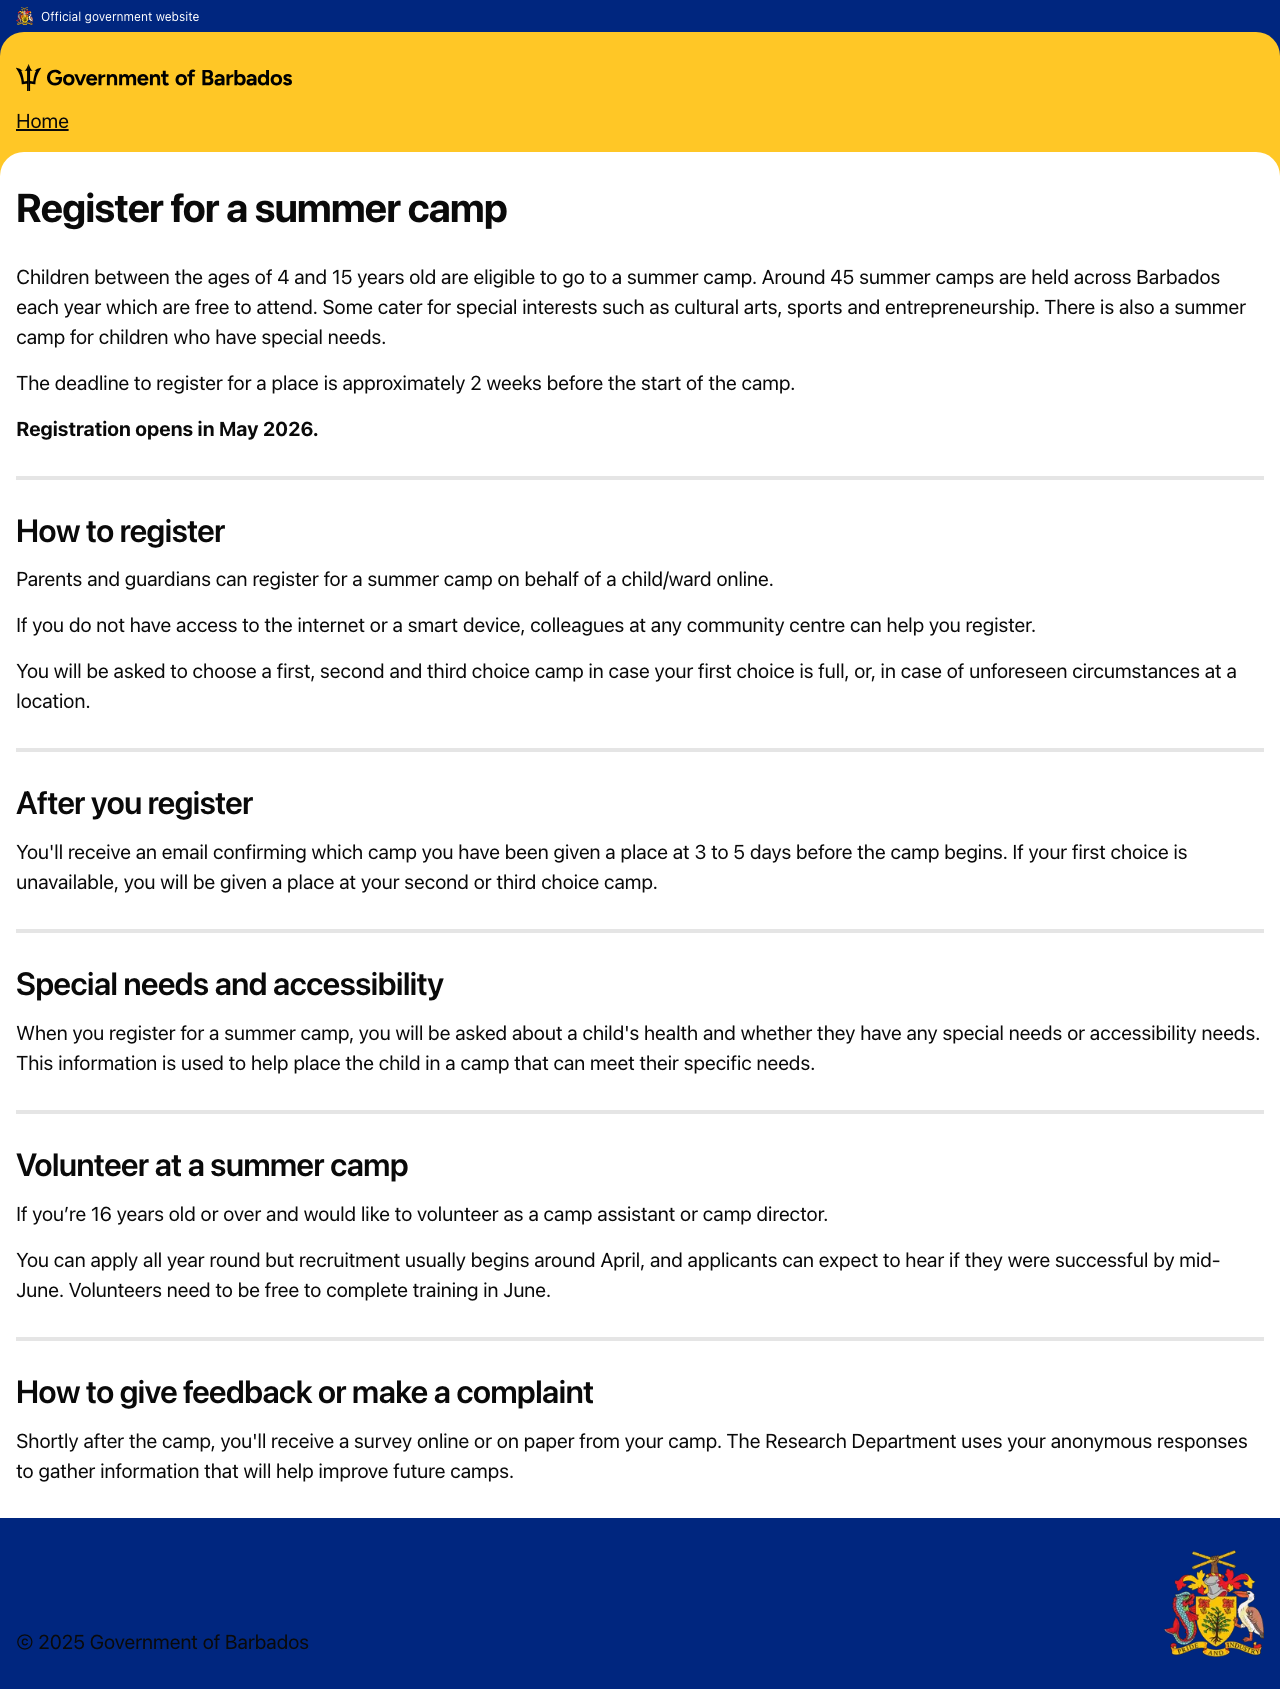 Official government website
Government of Barbados
Home
Register for a summer camp
Children between the ages of 4 and 15 years old are eligible to go to a summer camp. Around 45 summer camps are held across Barbados
each year which are free to attend. Some cater for special interests such as cultural arts, sports and entrepreneurship. There is also a summer
camp for children who have special needs.
The deadline to register for a place is approximately 2 weeks before the start of the camp.
Registration opens in May 2026.
How to register
Parents and guardians can register for a summer camp on behalf of a child/ward online.
If you do not have access to the internet or a smart device, colleagues at any community centre can help you register.
You will be asked to choose a first, second and third choice camp in case your first choice is full, or, in case of unforeseen circumstances at a
location.
After you register
You'll receive an email confirming which camp you have been given a place at 3 to 5 days before the camp begins. If your first choice is
unavailable, you will be given a place at your second or third choice camp.
Special needs and accessibility
When you register for a summer camp, you will be asked about a child's health and whether they have any special needs or accessibility needs.
This information is used to help place the child in a camp that can meet their specific needs.
Volunteer at a summer camp
If you’re 16 years old or over and would like to volunteer as a camp assistant or camp director.
You can apply all year round but recruitment usually begins around April, and applicants can expect to hear if they were successful by mid-
June. Volunteers need to be free to complete training in June.
How to give feedback or make a complaint
Shortly after the camp, you'll receive a survey online or on paper from your camp. The Research Department uses your anonymous responses
to gather information that will help improve future camps.
© 2025 Government of Barbados
PRIDE AND INDUSTRY